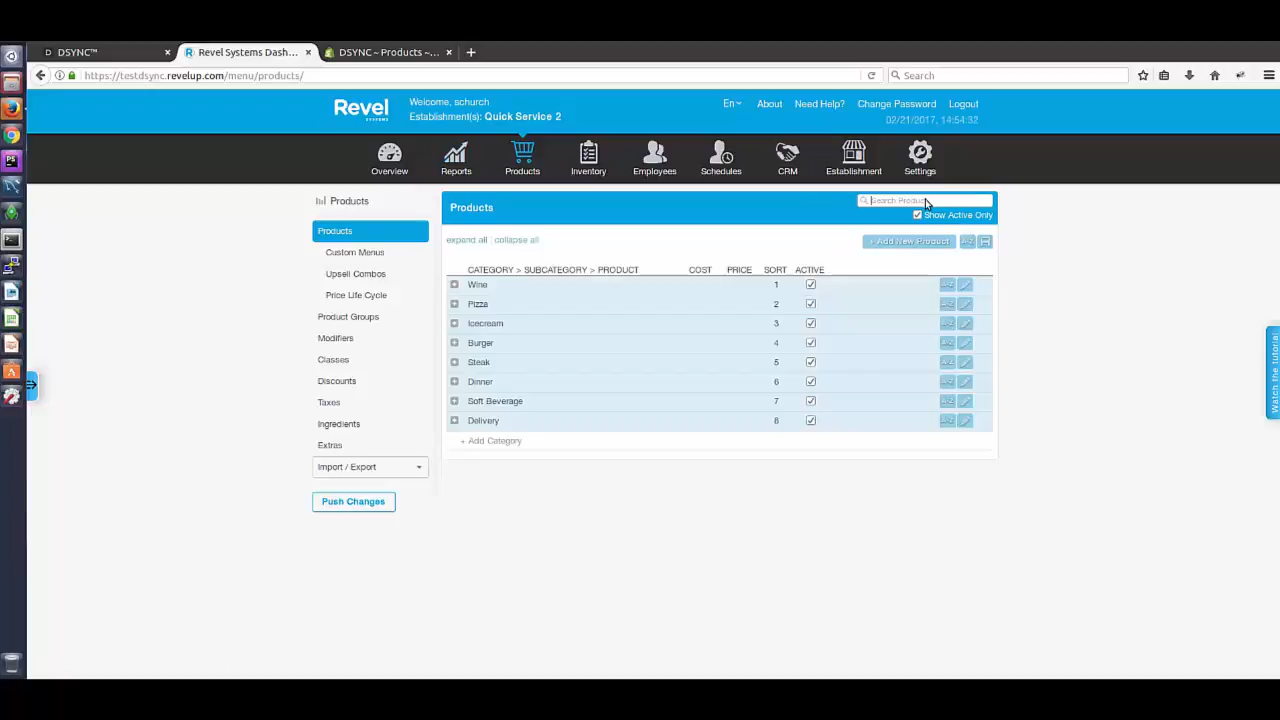 DSYNC™
Revel Systems Dash...
DSYNC ~ Products ~...
https://testdsync.revelup.com/menu/products/
Search
Revel
SYSTEMS
Welcome, schurch
Establishment(s): Quick Service 2
En
About
Need Help?
Change Password
Logout
02/21/2017, 14:54:32
Overview
Reports
Products
Inventory
Employees
Schedules
CRM
Establishment
Settings
Products
Products
Custom Menus
Upsell Combos
Price Life Cycle
Product Groups
Modifiers
Classes
Discounts
Taxes
Ingredients
Extras
Import / Export
Push Changes
Products
Search Product
Show Active Only
expand all | collapse all
+ Add New Product
A-Z
CATEGORY > SUBCATEGORY > PRODUCT COST PRICE SORT ACTIVE
Wine 1 A-Z
Pizza 2 A-Z
Icecream 3 A-Z
Burger 4 A-Z
Steak 5 A-Z
Dinner 6 A-Z
Soft Beverage 7 A-Z
Delivery 8 A-Z
+ Add Category
Watch the tutorial